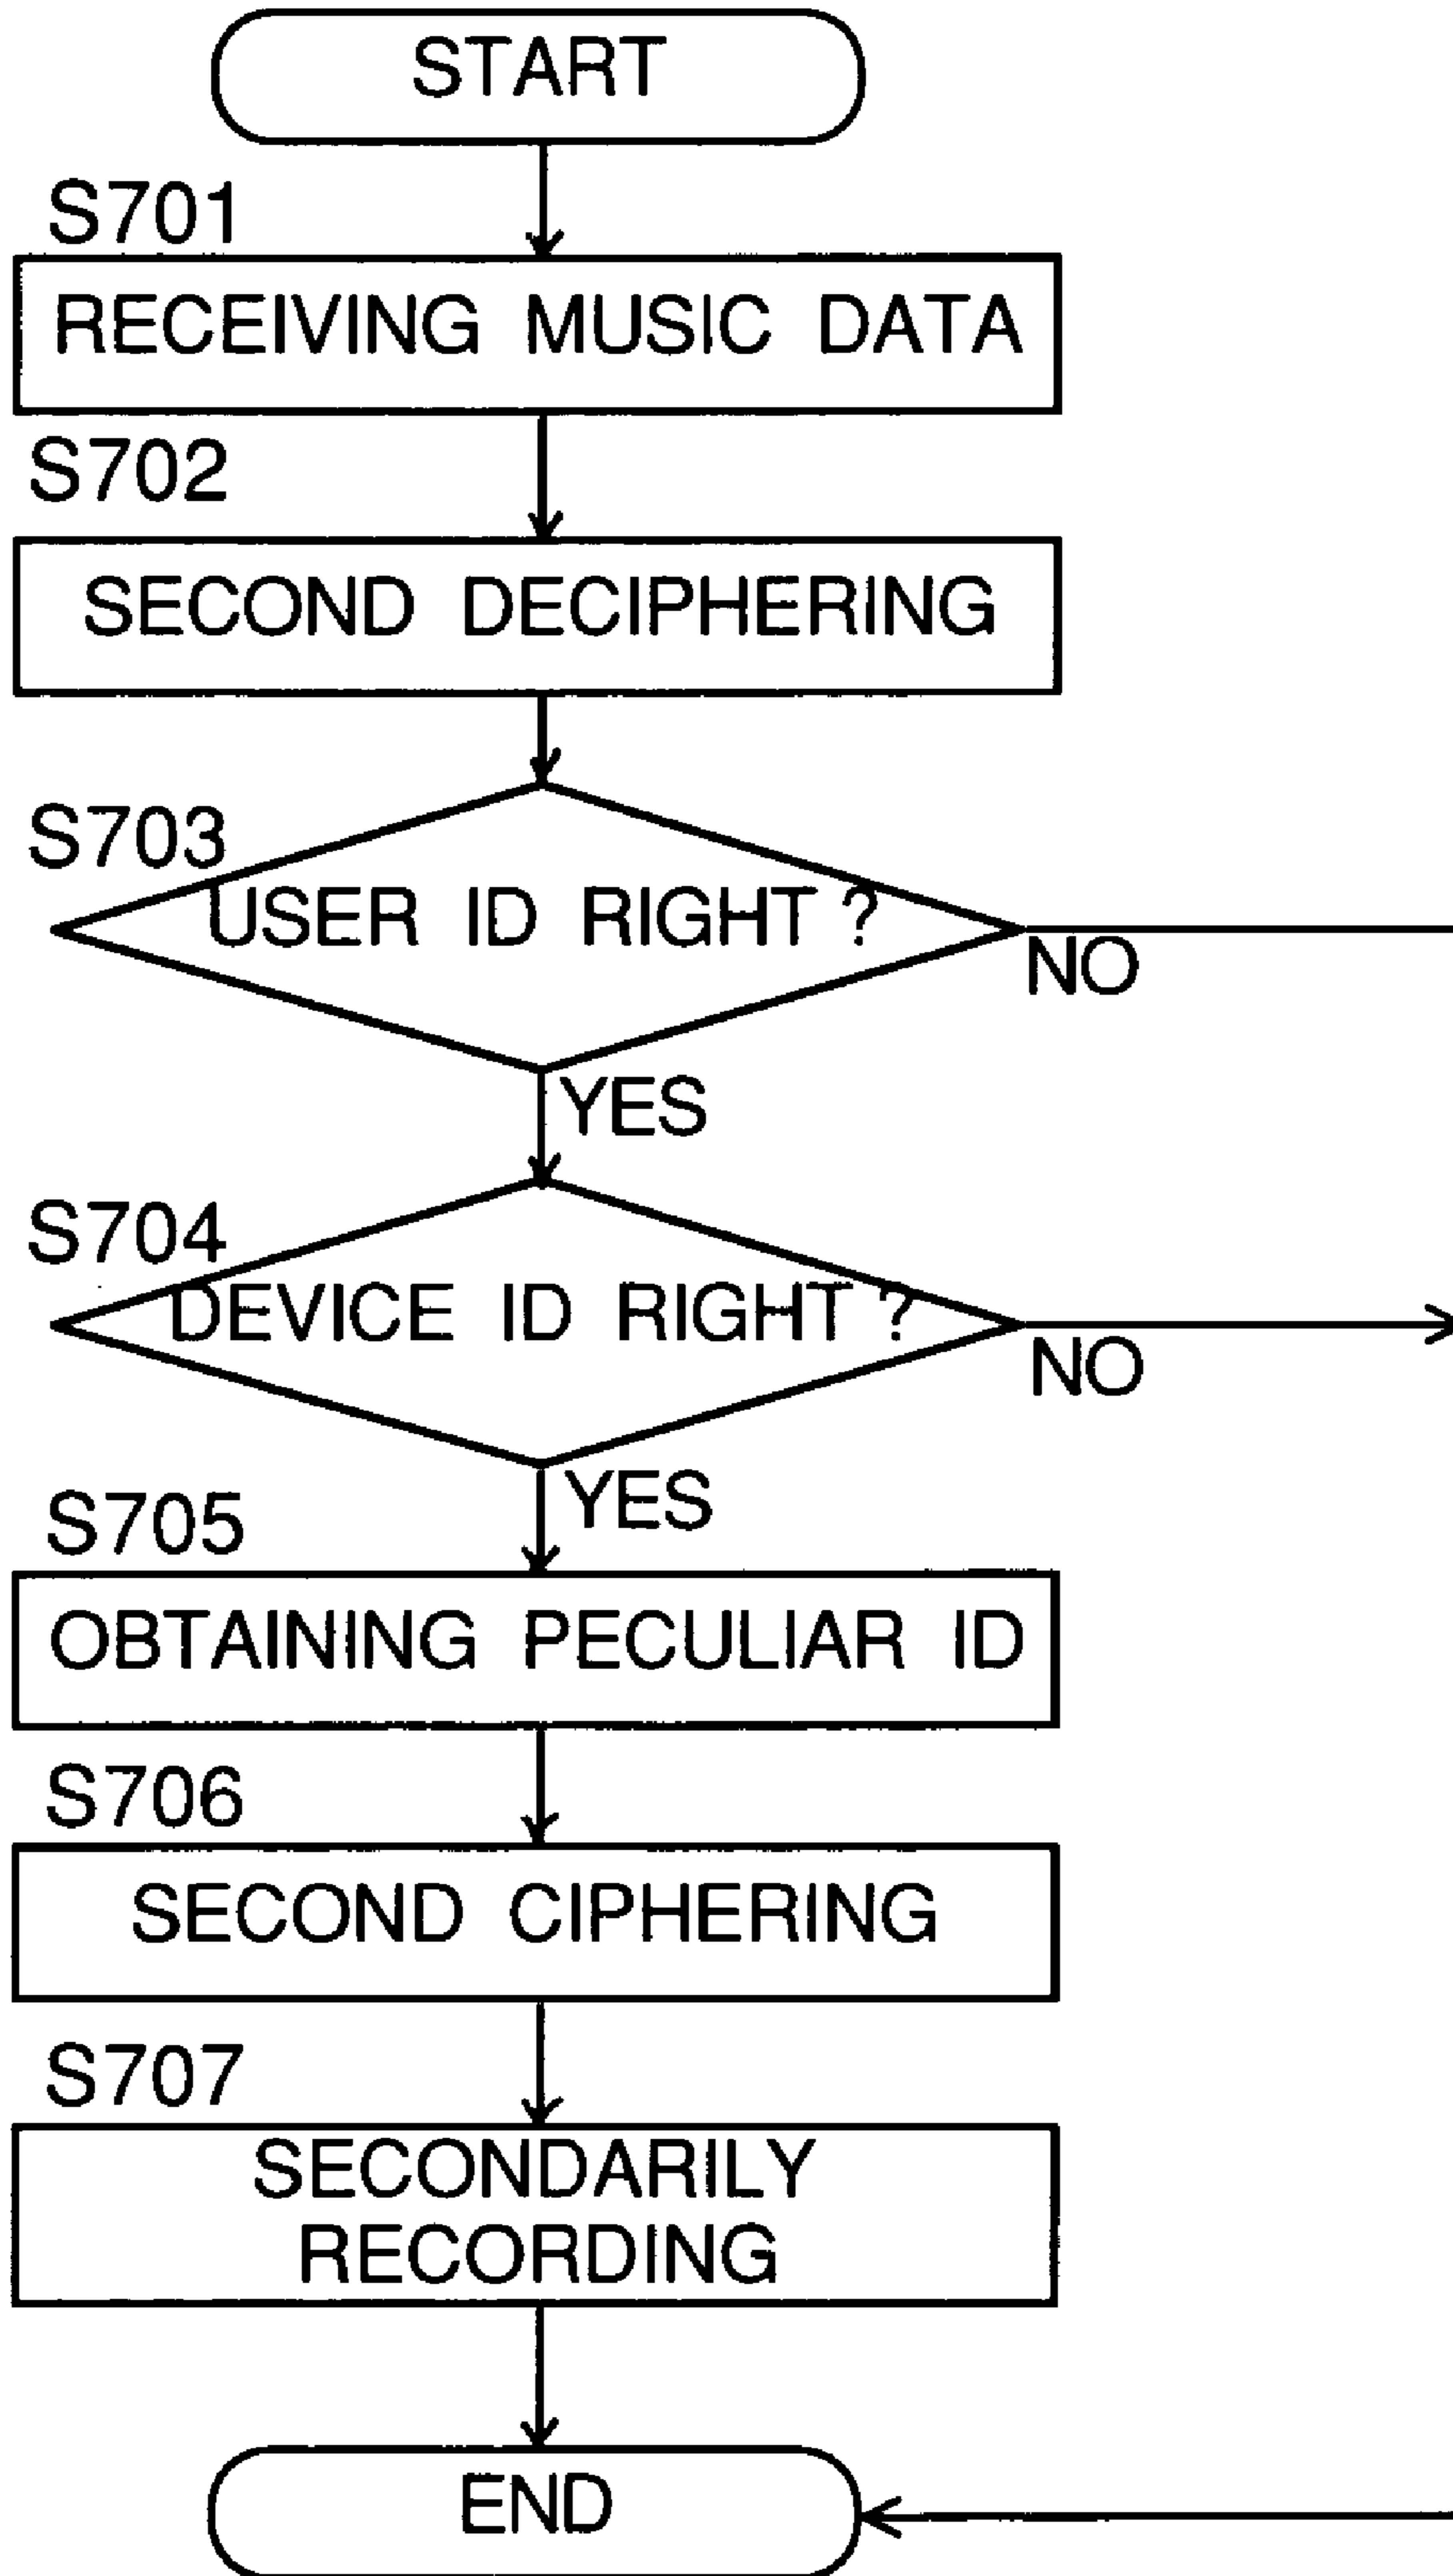 START
S701
RECEIVING MUSIC DATA
S702
SECOND DECIPHERING
S703
USER ID RIGHT ?
NO
YES
S704
DEVICE ID RIGHT ?
NO
YES
S705
OBTAINING PECULIAR ID
S706
SECOND CIPHERING
S707
SECONDARILY
RECORDING
END